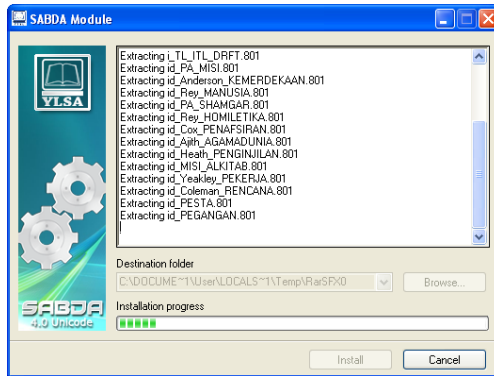 SABDA Module
YLSA
Extracting i_TL_ITL_DRFT.801
Extracting id_PA_MISI.801
Extracting id_Anderson_KEMERDEKAAN.801
Extracting id_Rey_MANUSIA.801
Extracting id_PA_SHAMGAR.801
Extracting id_Rey_HOMILETIKA.801
Extracting id_Cox_PENAFSIRAN.801
Extracting id_Ajith_AGAMADUNIA.801
Extracting id_Heath_PENGINJILAN.801
Extracting id_MISI_ALKITAB.801
Extracting id_Yeakley_PEKERJA.801
Extracting id_Coleman_RENCANA.801
Extracting id_PESTA.801
Extracting id_PEGANGAN.801
Destination folder
C:\DOCUME~1\User\LOCALS~1\Temp\RarSFX0
Browse...
Installation progress
SABDA
4.0 Unicode
Install
Cancel